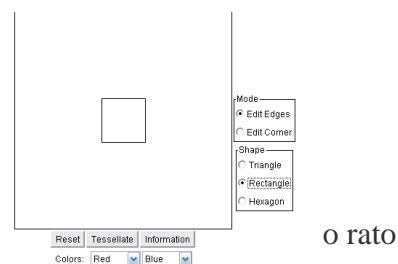 Mode
Edit Edges
Edit Corner
Shape
Triangle
Rectangle
Hexagon
o rato
Reset Tessellate Information
Colors: Red Blue